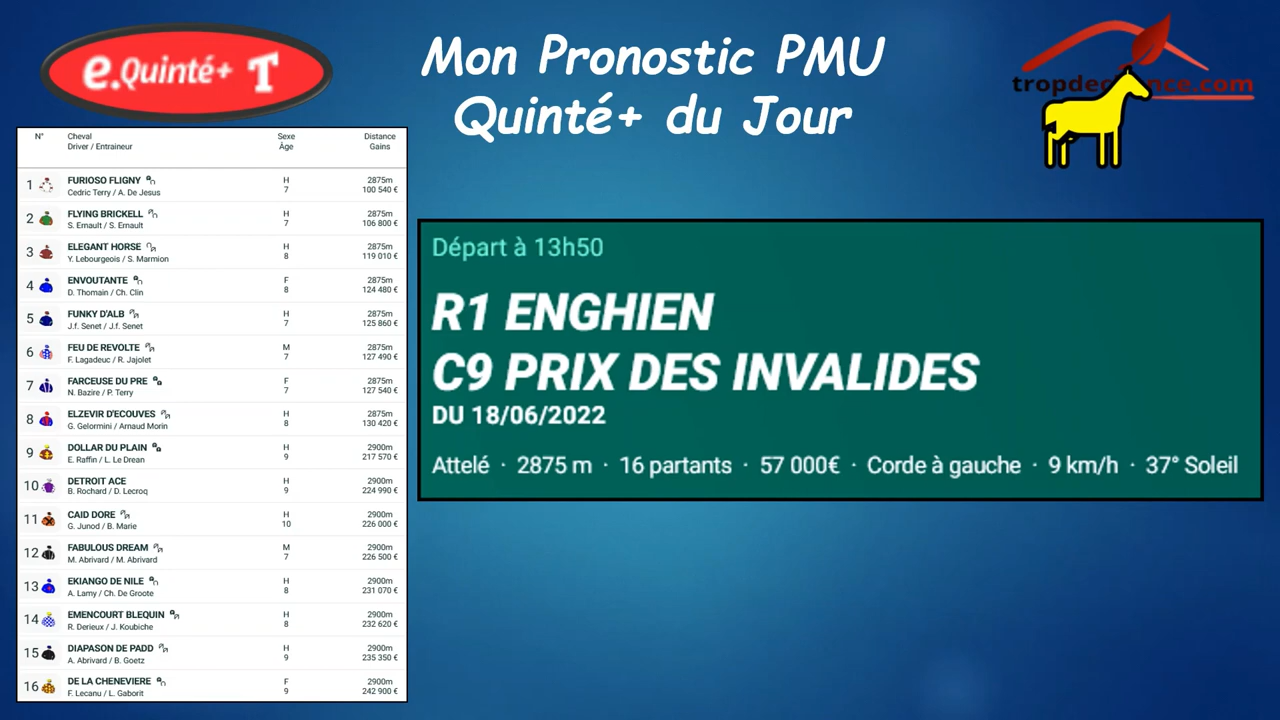 e.Quinté+ T
Mon Pronostic PMU
Quinté+ du Jour
N° Cheval Sexe Distance
Driver / Entraineur Âge Gains
1 FURIOSO FLIGNY H 2875m
Cedric Terry / A. De Jesus 7 100 540 €
2 FLYING BRICKELL H 2875m
S. Ernault / S. Ernault 7 106 800 €
3 ELEGANT HORSE H 2875m
Y. Lebourgeois / S. Marmion 8 119 010 €
4 ENVOUTANTE F 2875m
D. Thomain / Ch. Clin 8 124 480 €
5 FUNKY D'ALB H 2875m
J.f. Senet / J.f. Senet 7 125 860 €
6 FEU DE REVOLTE M 2875m
F. Lagadeuc / R. Jajolet 7 127 490 €
7 FARCEUSE DU PRE F 2875m
N. Bazire / P. Terry 7 127 540 €
8 ELZEVIR D'ECOUVES H 2875m
G. Gelormini / Arnaud Morin 8 130 420 €
9 DOLLAR DU PLAIN H 2900m
E. Raffin / L. Le Drean 9 217 570 €
10 DETROIT ACE H 2900m
B. Rochard / D. Lecroq 9 224 990 €
11 CAID DORE H 2900m
G. Junod / B. Marie 10 226 000 €
12 FABULOUS DREAM M 2900m
M. Abrivard / M. Abrivard 7 226 500 €
13 EKIANGO DE NILE H 2900m
A. Lamy / Ch. De Groote 8 231 070 €
14 EMENCOURT BLEQUIN H 2900m
R. Derieux / J. Koubiche 8 232 620 €
15 DIAPASON DE PADD H 2900m
A. Abrivard / B. Goetz 9 235 350 €
16 DE LA CHENEVIERE F 2900m
F. Lecanu / L. Gaborit 9 242 900 €
Départ à 13h50
R1 ENGHIEN
C9 PRIX DES INVALIDES
DU 18/06/2022
Attelé · 2875 m · 16 partants · 57 000€ · Corde à gauche · 9 km/h · 37° Soleil